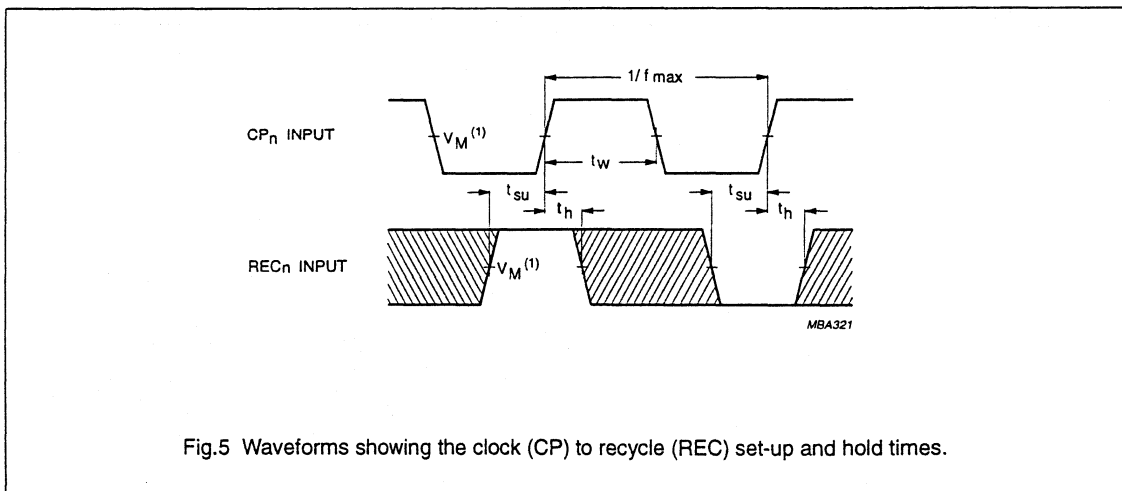 1/ f max
CPn INPUT
VM(1)
tw
tsu
tsu
th
th
RECn INPUT
VM(1)
MBA321
Fig.5 Waveforms showing the clock (CP) to recycle (REC) set-up and hold times.